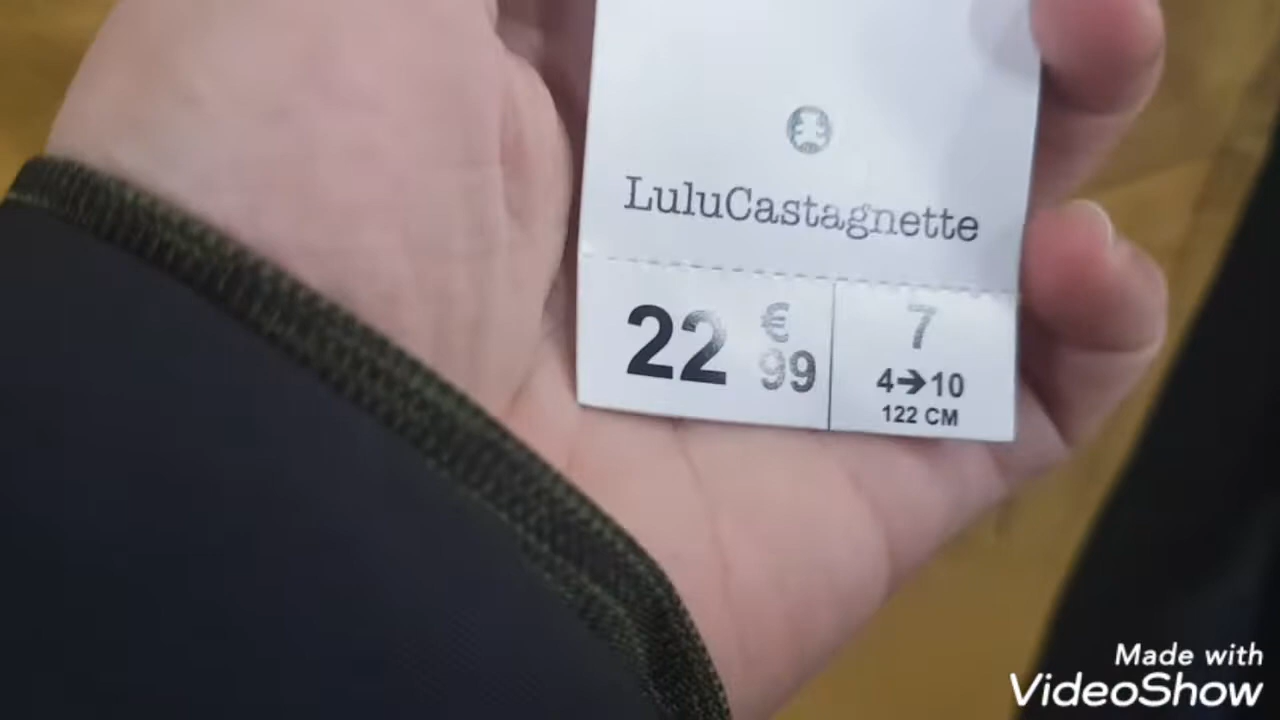 LuluCastagnette
22 €
99
7
4➔10
122 CM
Made with
VideoShow